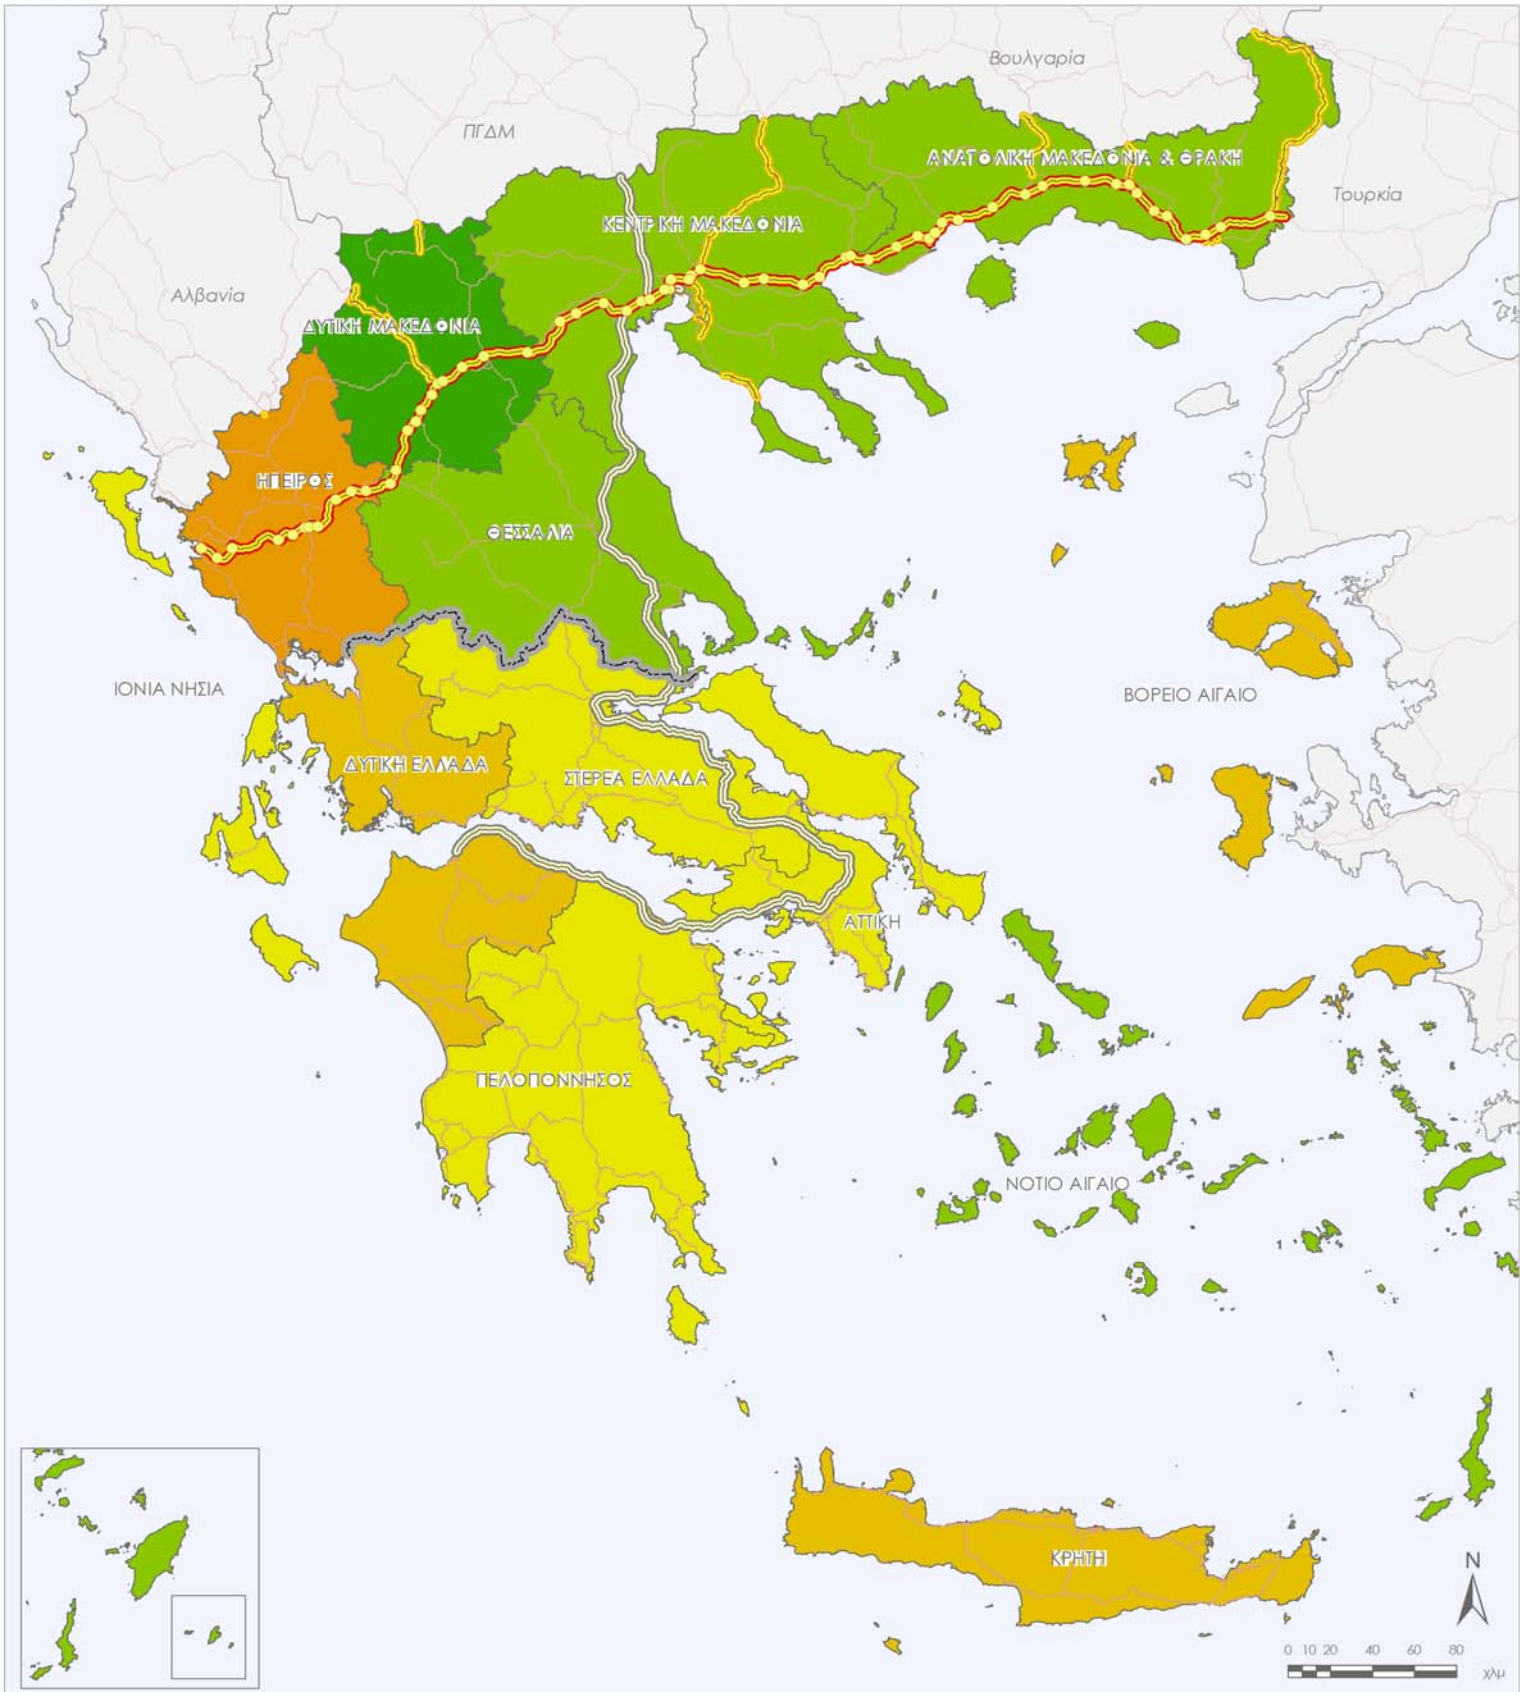 Βουλγαρία
ΠΓΔΜ
ΑΝΑΤΟΛΙΚΗ ΜΑΚΕΔΟΝΙΑ & ΘΡΑΚΗ
Τουρκία
ΚΕΝΤΡΙΚΗ ΜΑΚΕΔΟΝΙΑ
Αλβανία
ΔΥΤΙΚΗ ΜΑΚΕΔΟΝΙΑ
ΗΠΕΙΡΟΣ
ΘΕΣΣΑΛΙΑ
ΙΟΝΙΑ ΝΗΣΙΑ
ΒΟΡΕΙΟ ΑΙΓΑΙΟ
ΔΥΤΙΚΗ ΕΛΛΑΔΑ
ΣΤΕΡΕΑ ΕΛΛΑΔΑ
ΑΤΤΙΚΗ
ΠΕΛΟΠΟΝΝΗΣΟΣ
ΝΟΤΙΟ ΑΙΓΑΙΟ
ΚΡΗΤΗ
N
0 10 20 40 60 80
χλμ